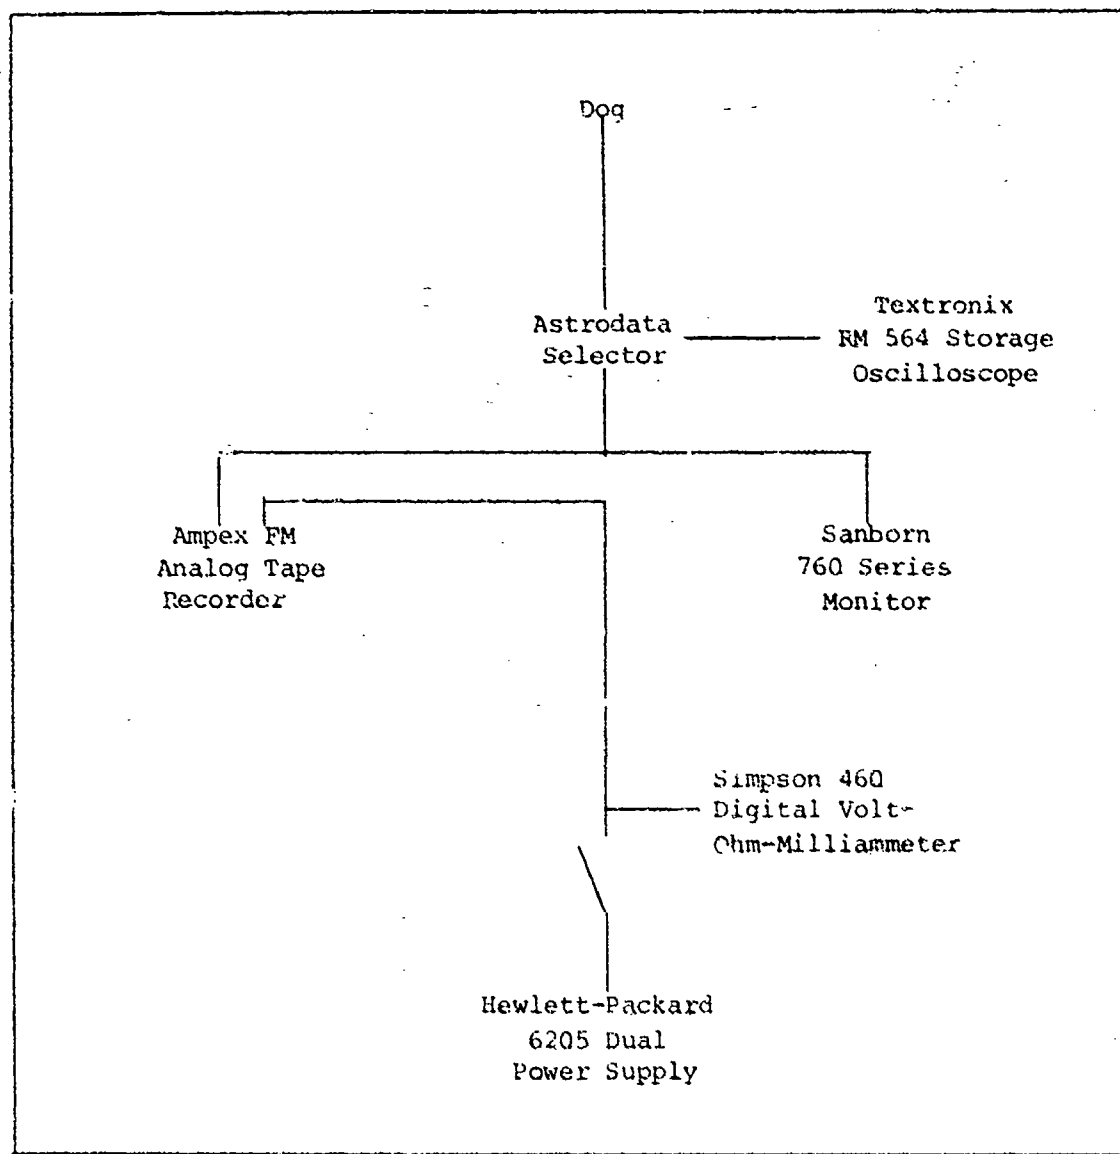 Dog
Astrodata
Selector
Textronix
RM 564 Storage
Oscilloscope
Ampex FM
Analog Tape
Recorder
Sanborn
760 Series
Monitor
Simpson 460
Digital Volt-
Ohm-Milliammeter
Hewlett-Packard
6205 Dual
Power Supply